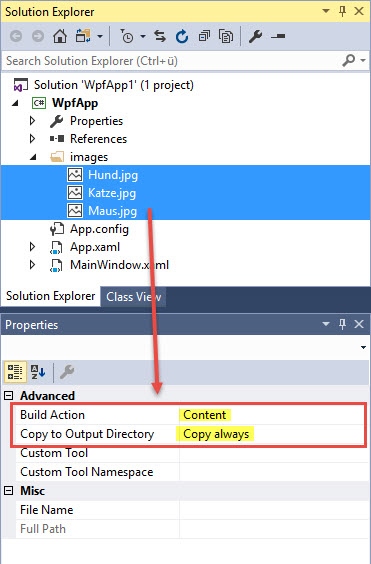 Solution Explorer
Search Solution Explorer (Ctrl+ü)
Solution 'WpfApp1' (1 project)
C# WpfApp
Properties
References
images
Hund.jpg
Katze.jpg
Maus.jpg
App.config
App.xaml
MainWindow.xaml
Solution Explorer Class View
Properties
Advanced
Build Action Content
Copy to Output Directory Copy always
Custom Tool
Custom Tool Namespace
Misc
File Name
Full Path